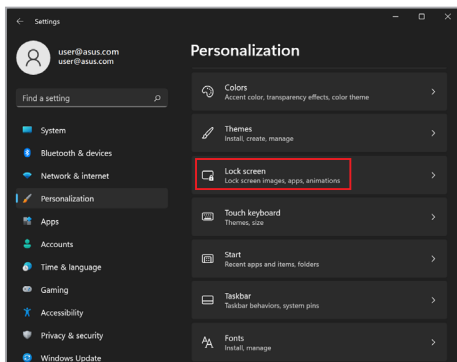 Settings
user@asus.com
user@asus.com
Find a setting
System
Bluetooth & devices
Network & internet
Personalization
Apps
Accounts
Time & language
Gaming
Accessibility
Privacy & security
Windows Update
Personalization
Colors
Accent color, transparency effects, color theme
Themes
Install, create, manage
Lock screen
Lock screen images, apps, animations
Touch keyboard
Themes, size
Start
Recent apps and items, folders
Taskbar
Taskbar behaviors, system pins
Fonts
Install, manage